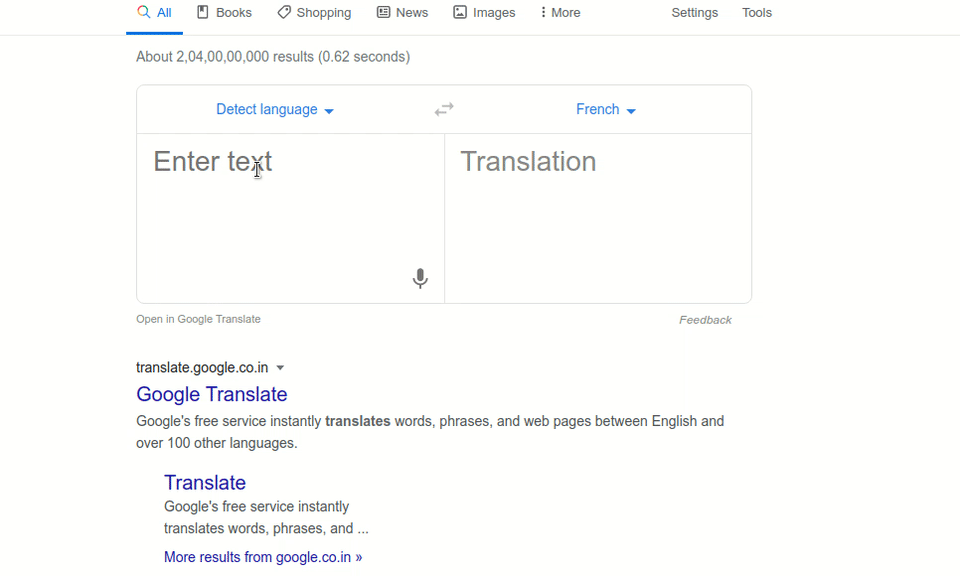 All Books Shopping News Images More Settings Tools
About 2,04,00,00,000 results (0.62 seconds)
Detect language French
Enter text Translation
Open in Google Translate Feedback
translate.google.co.in
Google Translate
Google's free service instantly translates words, phrases, and web pages between English and
over 100 other languages.
Translate
Google's free service instantly
translates words, phrases, and ...
More results from google.co.in »